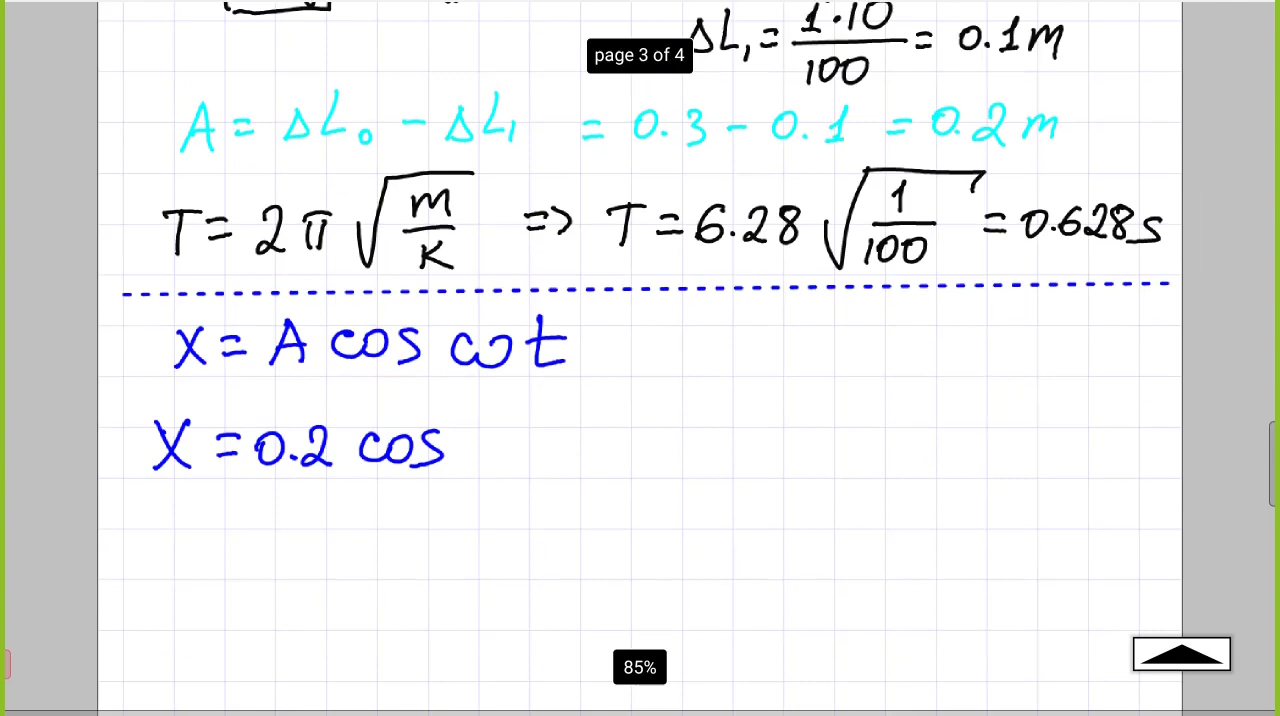 ΔL₁ = 1·10/100 = 0.1m
page 3 of 4
A = ΔL₀ - ΔL₁ = 0.3 - 0.1 = 0.2 m
T = 2π √(m/K) => T = 6.28 √(1/100) = 0.628s
X = A cos ωt
X = 0.2 cos
85%